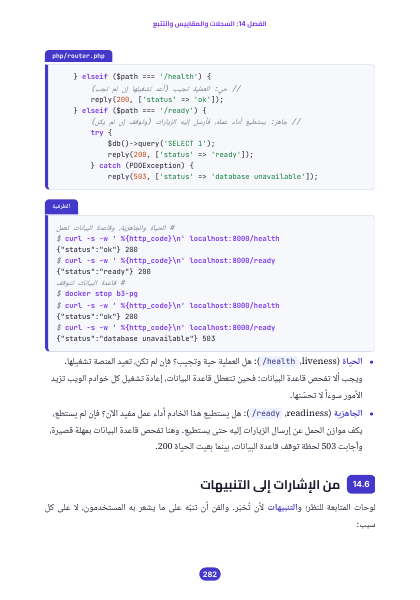 الفصل 14: السجلات والمقاييس والتتبع
php/router.php
} elseif ($path === '/health') {
// حي: العملية تجيب (أعد تشغيلها إن لم تجب)
reply(200, ['status' => 'ok']);
} elseif ($path === '/ready') {
// جاهز: يستطيع أداء عمله، فأرسل إليه الزيارات (وتوقف إن لم يكن)
try {
$db()->query('SELECT 1');
reply(200, ['status' => 'ready']);
} catch (PDOException) {
reply(503, ['status' => 'database unavailable']);
الطرفية
# الحياة والجاهزية، وقاعدة البيانات تعمل
$ curl -s -w ' %{http_code}\n' localhost:8000/health
{"status":"ok"} 200
$ curl -s -w ' %{http_code}\n' localhost:8000/ready
{"status":"ready"} 200
# قاعدة البيانات تتوقف
$ docker stop b3-pg
$ curl -s -w ' %{http_code}\n' localhost:8000/health
{"status":"ok"} 200
$ curl -s -w ' %{http_code}\n' localhost:8000/ready
{"status":"database unavailable"} 503
• الحياة (liveness، /health): هل العملية حية وتجيب؟ فإن لم تكن، تعيد المنصة تشغيلها.
ويجب ألا تفحص قاعدة البيانات: فحين تتعطل قاعدة البيانات، إعادة تشغيل كل خوادم الويب تزيد
الأمور سوءاً لا تحسّنها.
• الجاهزية (readiness، /ready): هل يستطيع هذا الخادم أداء عمل مفيد الآن؟ فإن لم يستطع،
يكف موازن الحمل عن إرسال الزيارات إليه حتى يستطيع. وهنا تفحص قاعدة البيانات بمهلة قصيرة،
وأجابت 503 لحظة توقف قاعدة البيانات، بينما بقيت الحياة 200.
14.6 من الإشارات إلى التنبيهات
لوحات المتابعة للنظر؛ والتنبيهات لأن تُخبَر. والفن أن تنبّه على ما يشعر به المستخدمون، لا على كل
سبب:
282